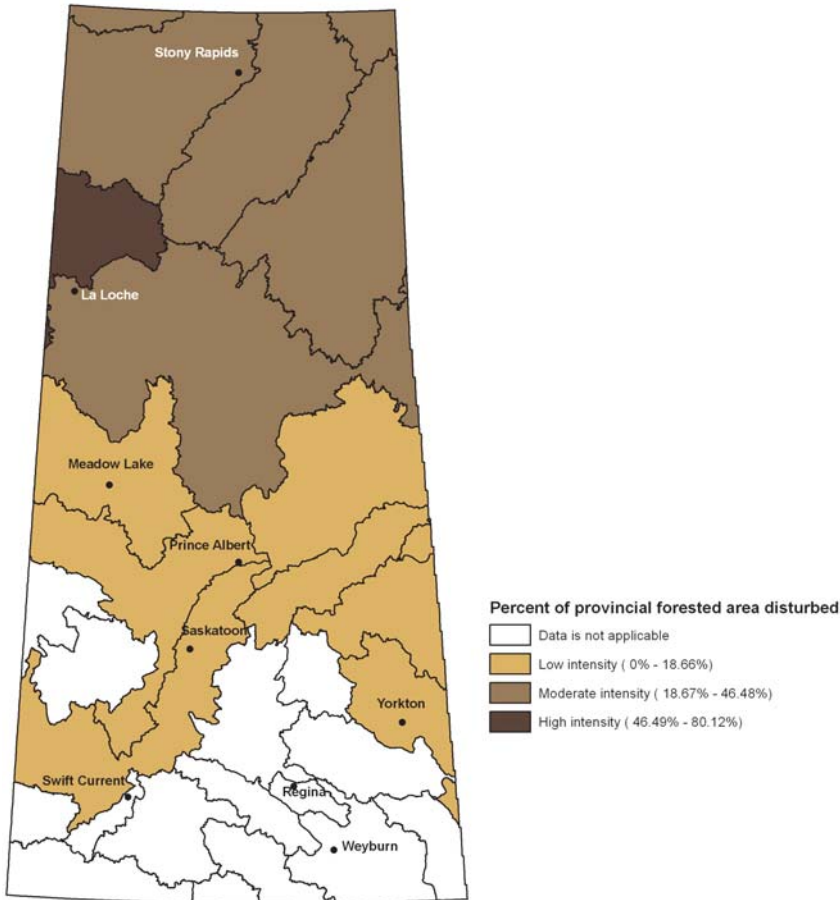 Stony Rapids
La Loche
Meadow Lake
Prince Albert
Saskatoon
Yorkton
Swift Current
Regina
Weyburn
Percent of provincial forested area disturbed
Data is not applicable
Low intensity ( 0% - 18.66%)
Moderate intensity ( 18.67% - 46.48%)
High intensity ( 46.49% - 80.12%)